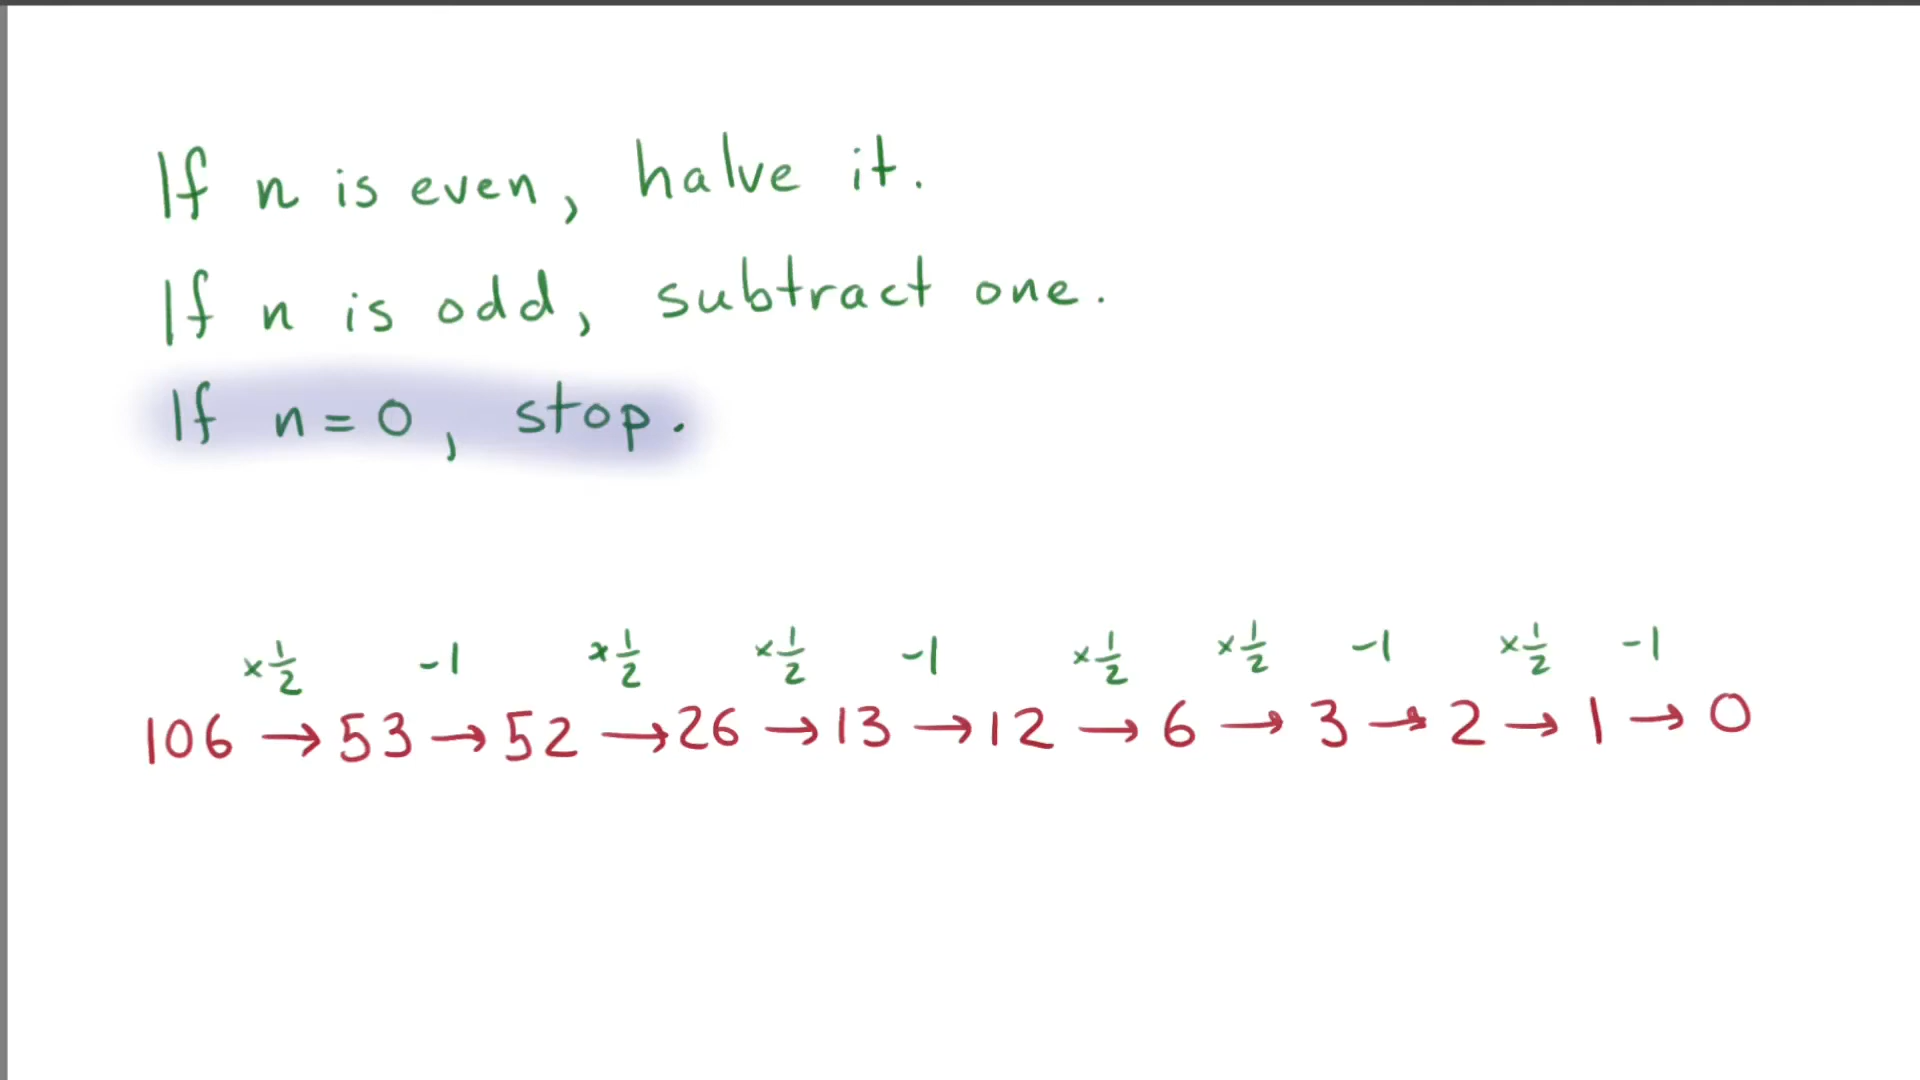 If n is even, halve it.
If n is odd, subtract one.
If n = 0, stop.
×1/2 -1 ×1/2 ×1/2 -1 ×1/2 ×1/2 -1 ×1/2 -1
106 → 53 → 52 → 26 → 13 → 12 → 6 → 3 → 2 → 1 → 0